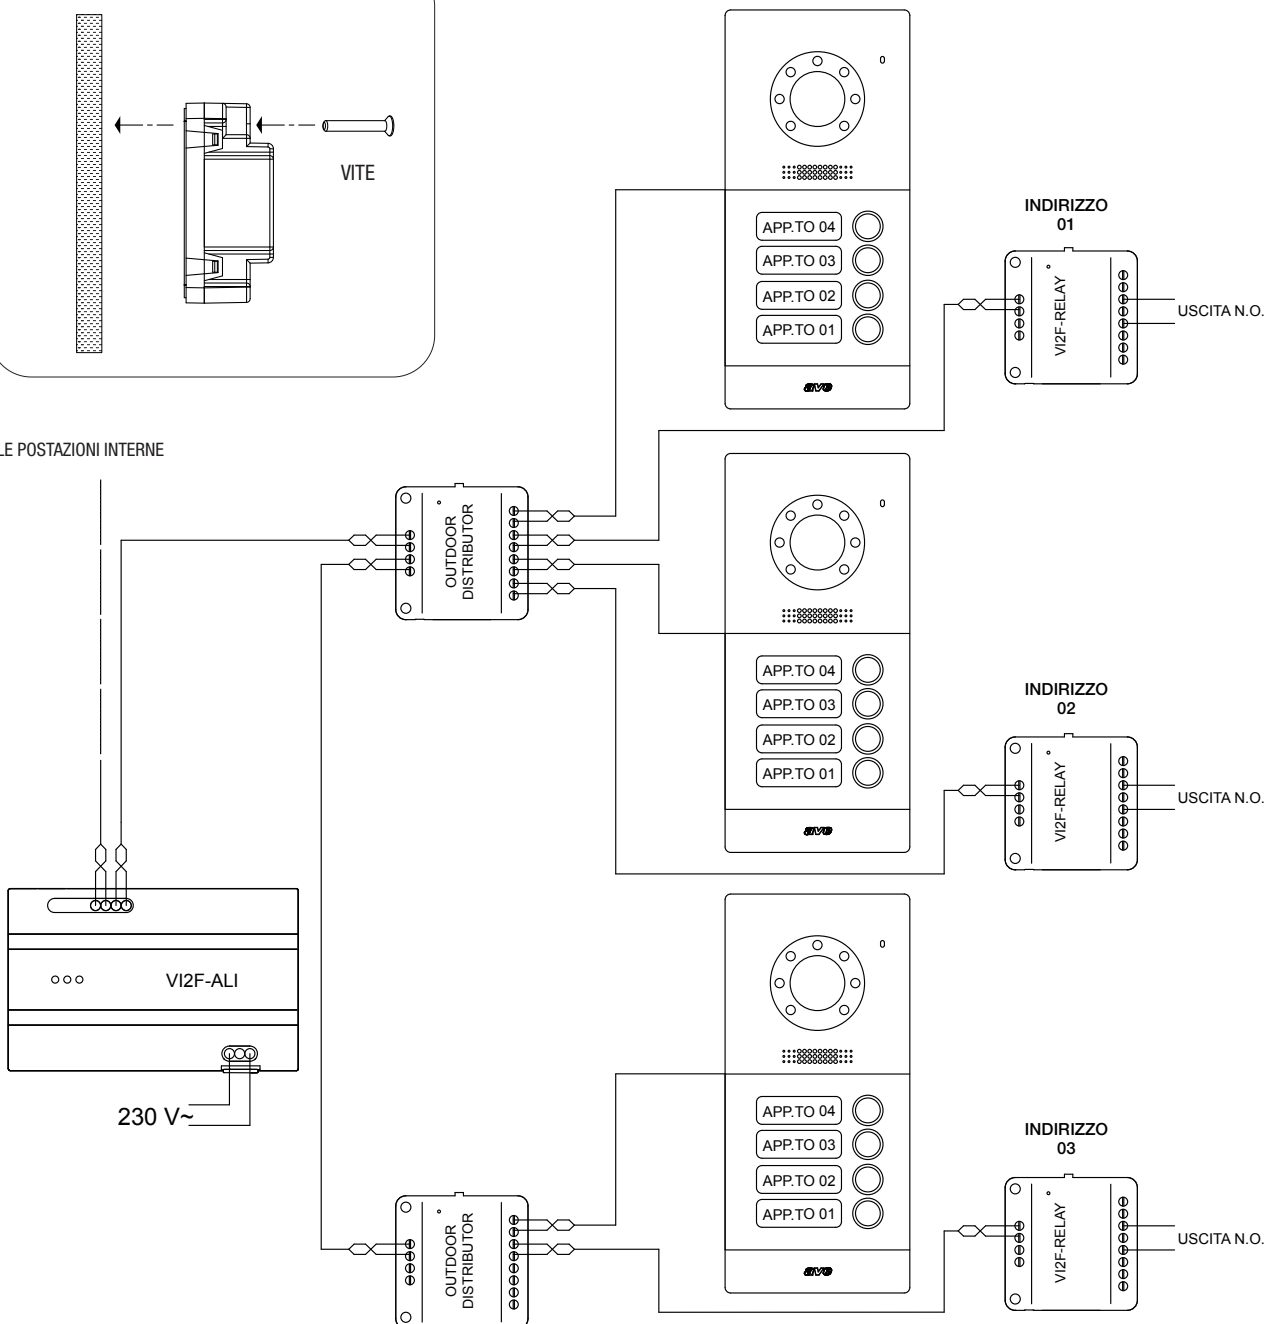 VITE
APP.TO 04
APP.TO 03
APP.TO 02
APP.TO 01
ave
INDIRIZZO
01
VI2F-RELAY
USCITA N.O.
LE POSTAZIONI INTERNE
OUTDOOR
DISTRIBUTOR
APP.TO 04
APP.TO 03
APP.TO 02
APP.TO 01
ave
INDIRIZZO
02
VI2F-RELAY
USCITA N.O.
VI2F-ALI
230 V~
APP.TO 04
APP.TO 03
APP.TO 02
APP.TO 01
ave
INDIRIZZO
03
VI2F-RELAY
USCITA N.O.
OUTDOOR
DISTRIBUTOR